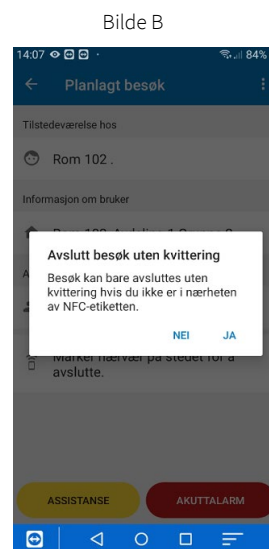 Bilde B
14:07 84%
Planlagt besøk
Tilstedeværelse hos
Rom 102 .
Informasjon om bruker
Avslutt besøk uten kvittering
Besøk kan bare avsluttes uten
kvittering hvis du ikke er i nærheten
av NFC-etiketten.
NEI JA
Marker nærvær på stedet for å
avslutte.
ASSISTANSE AKUTTALARM